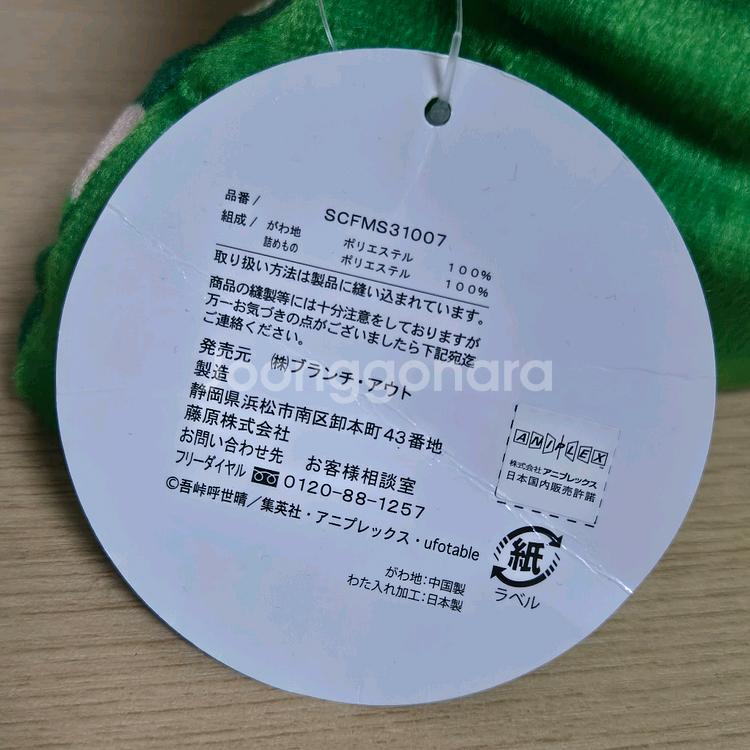 品番/ SCFMS31007
組成/ がわ地 ポリエステル 100%
詰めもの ポリエステル 100%
取り扱い方法は製品に縫い込まれています。
商品の縫製等には十分注意をしておりますが
万一お気づきの点がございましたら下記宛迄
ご連絡ください。
発売元 ㈱ブランチ・アウト
製造
静岡県浜松市南区卸本町43番地
藤原株式会社
お問い合わせ先 お客様相談室
フリーダイヤル 0120-88-1257
©吾峠呼世晴/集英社・アニプレックス・ufotable
ANIPLEX
株式会社 アニプレックス
日本国内販売許諾
紙
ラベル
がわ地:中国製
わた入れ加工:日本製